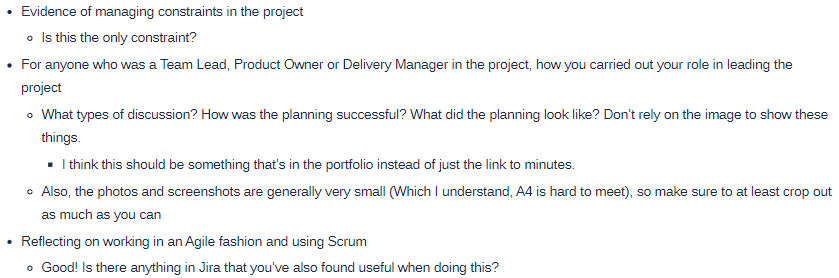 Evidence of managing constraints in the project
Is this the only constraint?
For anyone who was a Team Lead, Product Owner or Delivery Manager in the project, how you carried out your role in leading the
project
What types of discussion? How was the planning successful? What did the planning look like? Don't rely on the image to show these
things.
I think this should be something that's in the portfolio instead of just the link to minutes.
Also, the photos and screenshots are generally very small (Which I understand, A4 is hard to meet), so make sure to at least crop out
as much as you can
Reflecting on working in an Agile fashion and using Scrum
Good! Is there anything in Jira that you've also found useful when doing this?